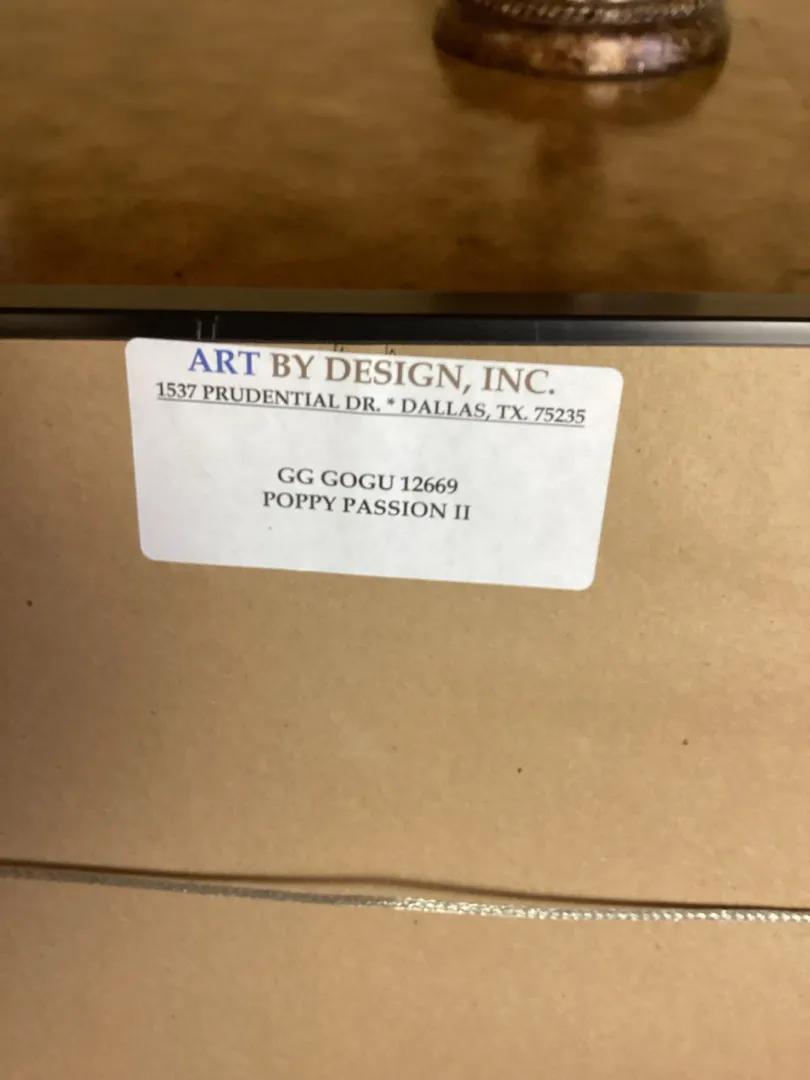 ART BY DESIGN, INC.
1537 PRUDENTIAL DR. * DALLAS, TX. 75235
GG GOGU 12669
POPPY PASSION II